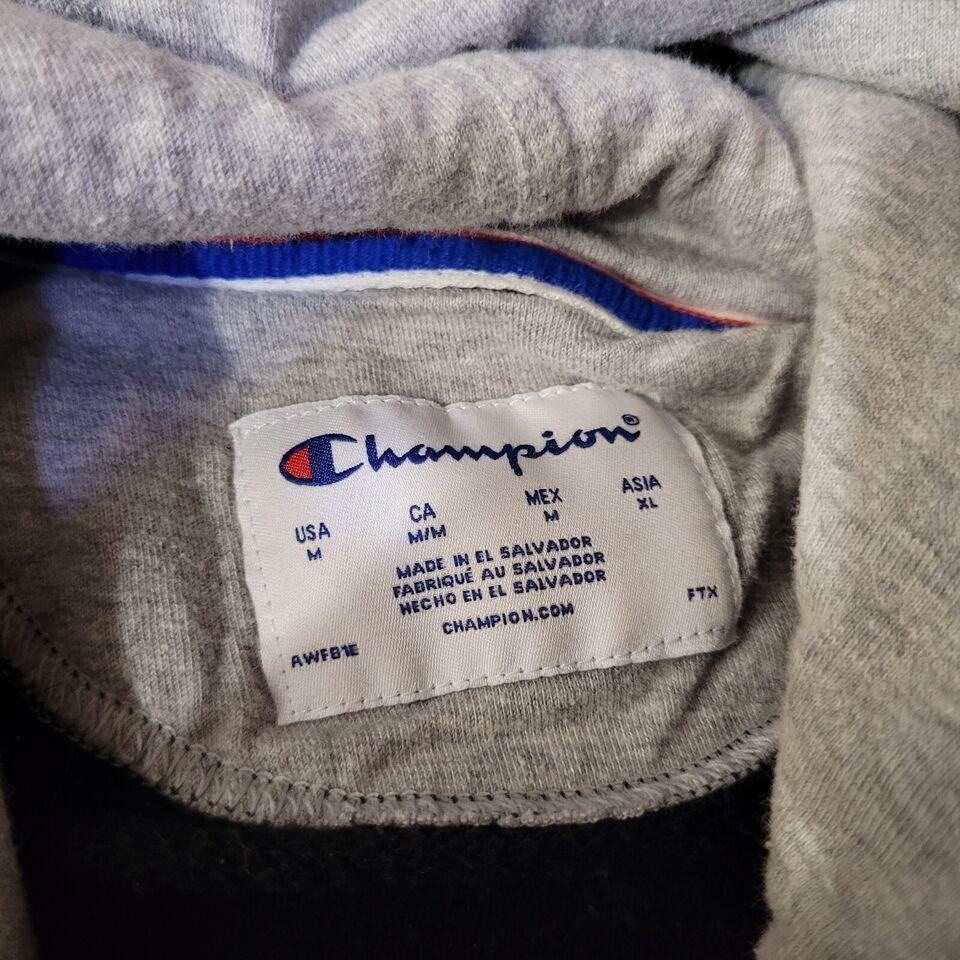 Champion®
USA CA MEX ASIA
M M/M M XL
MADE IN EL SALVADOR
FABRIQUÉ AU SALVADOR
HECHO EN EL SALVADOR
CHAMPION.COM
AWFB1E FTX